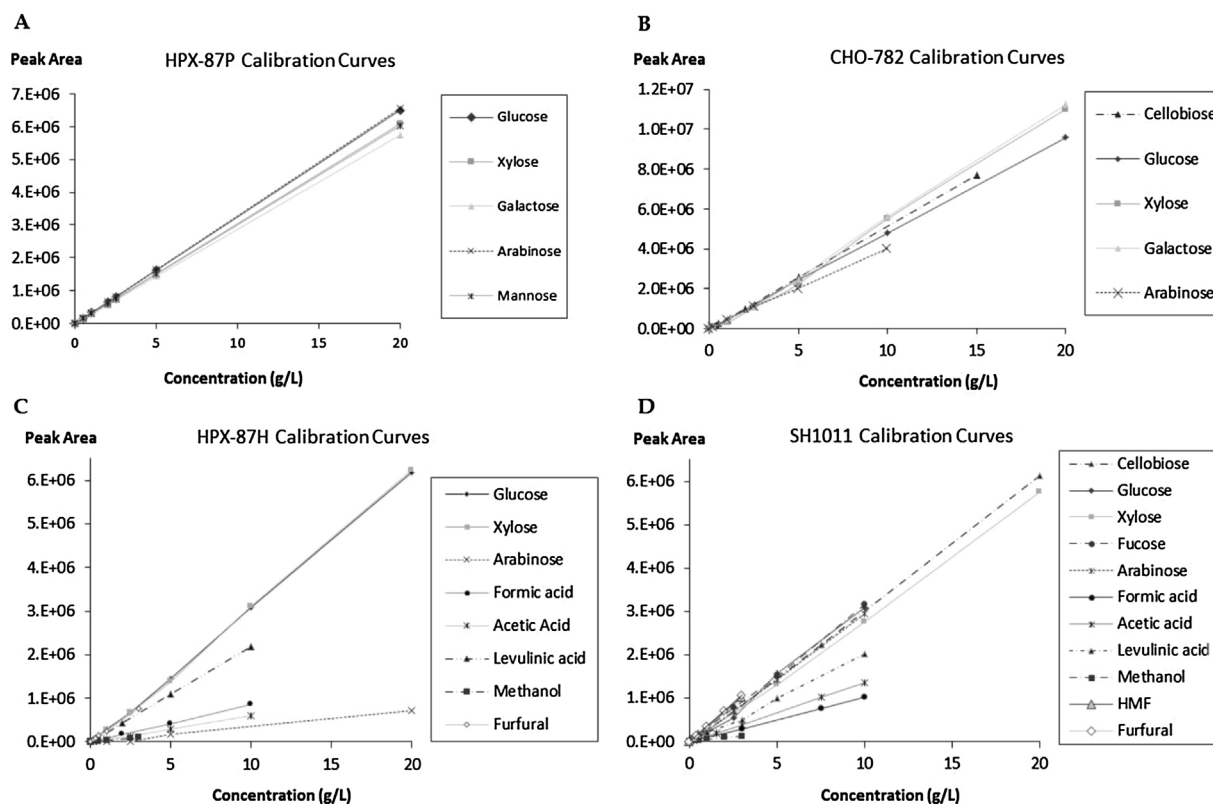 A
Peak Area
HPX-87P Calibration Curves
7.E+06
6.E+06
5.E+06
4.E+06
3.E+06
2.E+06
1.E+06
0.E+00
0
5
10
15
20
Concentration (g/L)
Glucose
Xylose
Galactose
Arabinose
Mannose
B
Peak Area
CHO-782 Calibration Curves
1.2E+07
1.0E+07
8.0E+06
6.0E+06
4.0E+06
2.0E+06
0.0E+00
0
5
10
15
20
Concentration (g/L)
Cellobiose
Glucose
Xylose
Galactose
Arabinose
C
Peak Area
HPX-87H Calibration Curves
6.E+06
5.E+06
4.E+06
3.E+06
2.E+06
1.E+06
0.E+00
0
5
10
15
20
Concentration (g/L)
Glucose
Xylose
Arabinose
Formic acid
Acetic Acid
Levulinic acid
Methanol
Furfural
D
Peak Area
SH1011 Calibration Curves
6.E+06
5.E+06
4.E+06
3.E+06
2.E+06
1.E+06
0.E+00
0
5
10
15
20
Concentration (g/L)
Cellobiose
Glucose
Xylose
Fucose
Arabinose
Formic acid
Acetic acid
Levulinic acid
Methanol
HMF
Furfural